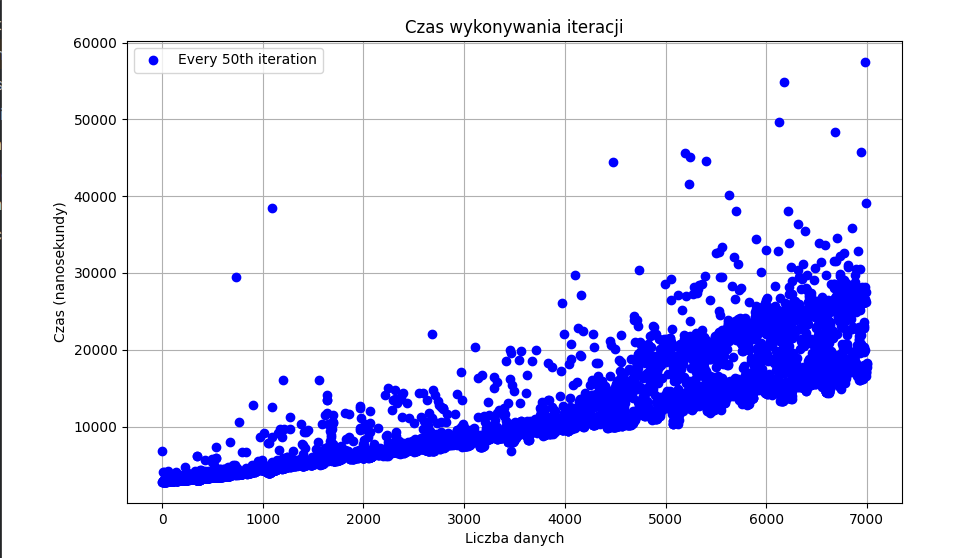 Czas wykonywania iteracji
60000
50000
40000
30000
20000
10000
Every 50th iteration
Czas (nanosekundy)
0 1000 2000 3000 4000 5000 6000 7000
Liczba danych